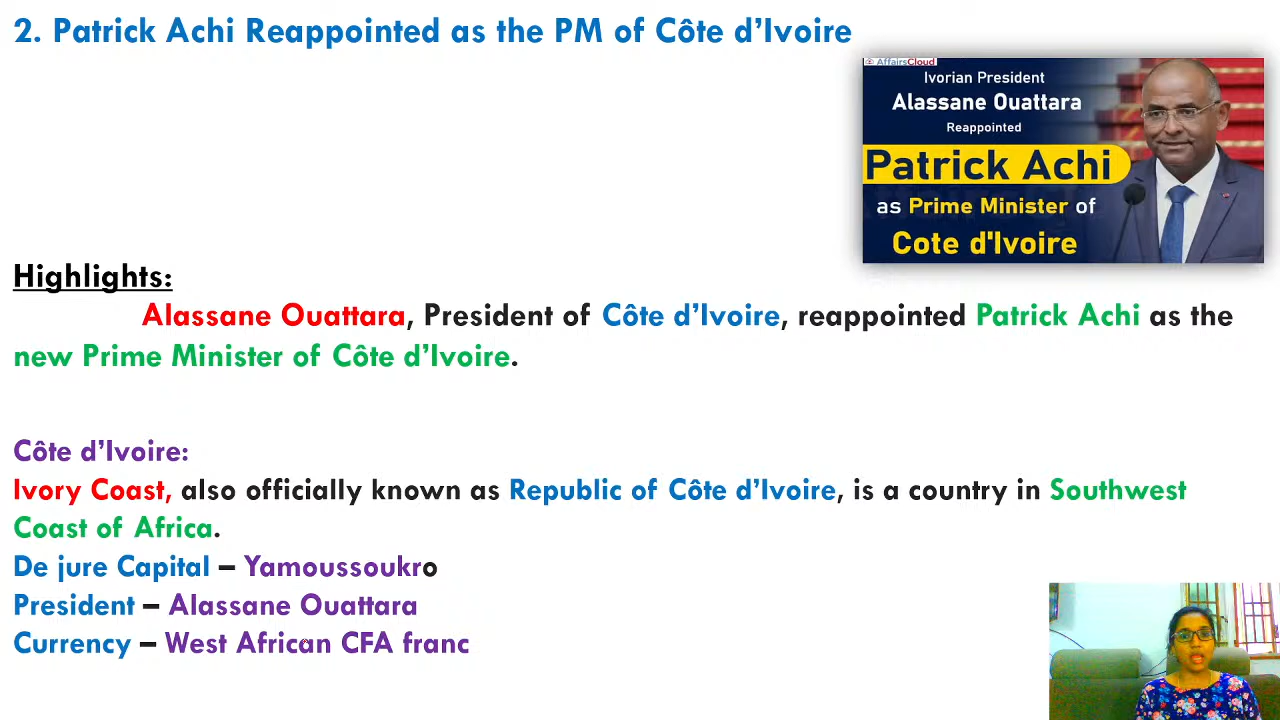 2. Patrick Achi Reappointed as the PM of Côte d’Ivoire
AffairsCloud
Ivorian President
Alassane Ouattara
Reappointed
Patrick Achi
as Prime Minister of
Cote d'Ivoire
Highlights:
Alassane Ouattara, President of Côte d’Ivoire, reappointed Patrick Achi as the
new Prime Minister of Côte d’Ivoire.
Côte d’Ivoire:
Ivory Coast, also officially known as Republic of Côte d’Ivoire, is a country in Southwest
Coast of Africa.
De jure Capital – Yamoussoukro
President – Alassane Ouattara
Currency – West African CFA franc